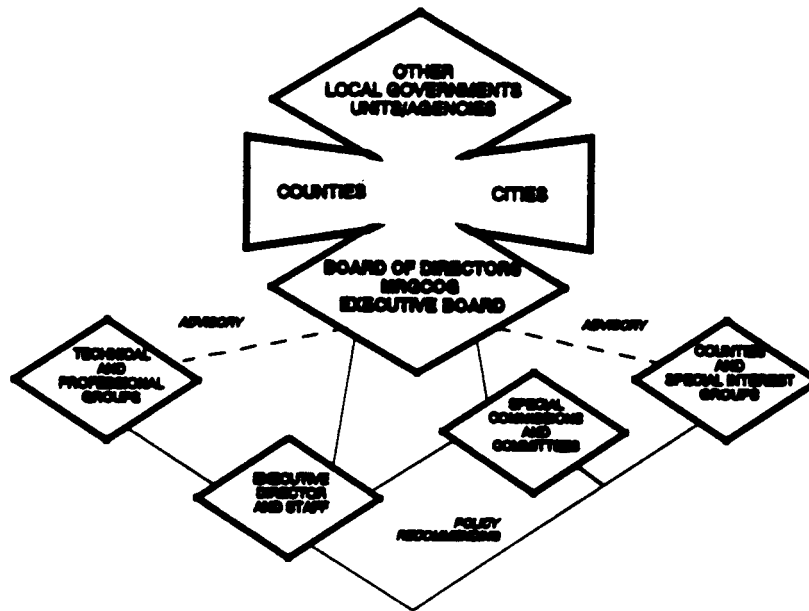 OTHER
LOCAL GOVERNMENTS
UNITS/AGENCIES
COUNTIES
CITIES
BOARD OF DIRECTORS
MRGCOG
EXECUTIVE BOARD
ADVISORY
ADVISORY
TECHNICAL
AND
PROFESSIONAL
GROUPS
COUNTIES
AND
SPECIAL INTEREST
GROUPS
SPECIAL
COMMISSIONS
AND
COMMITTEES
EXECUTIVE
DIRECTOR
AND STAFF
POLICY
RECOMMENDING